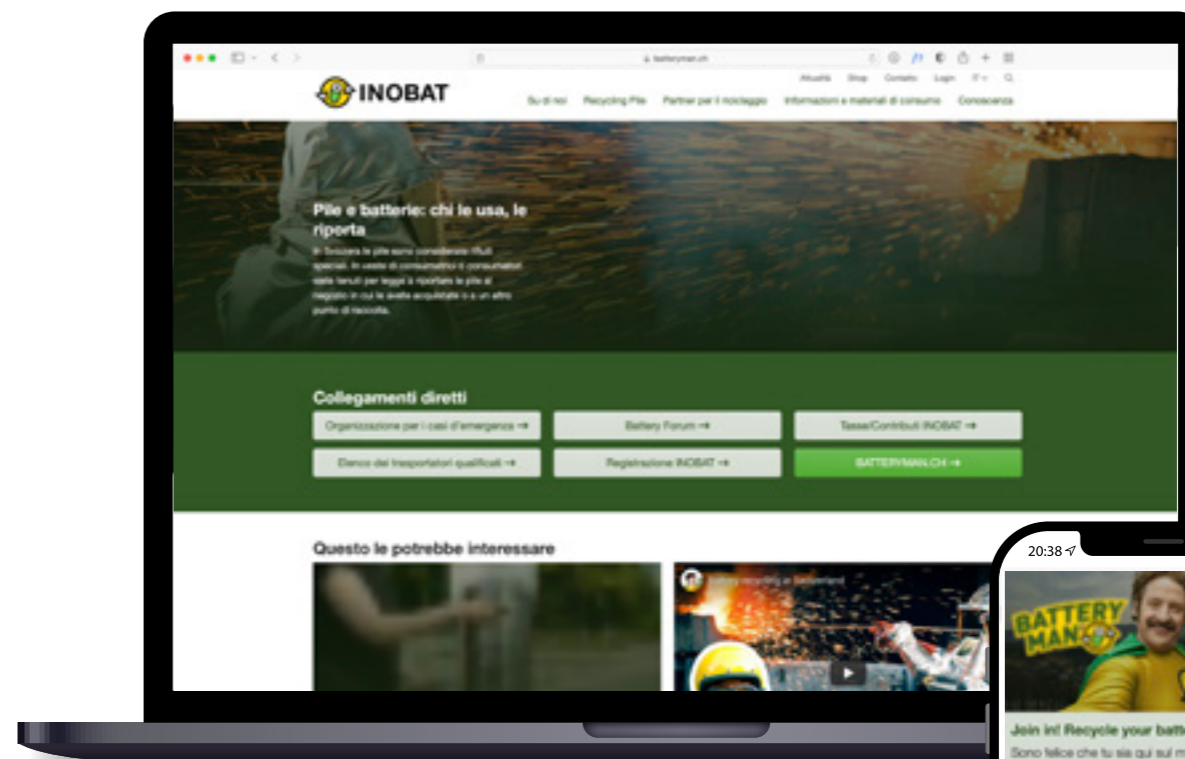 batteryman.ch
INOBAT
Attualità Shop Contatto Login IT
Su di noi Recycling Pile Partner per il riciclaggio Informazioni e materiali di consumo Conoscenza
Pile e batterie: chi le usa, le
riporta
In Svizzera le pile sono considerate rifiuti
speciali. In veste di consumatrici o consumatori
siete tenuti per legge a riportare le pile al
negozio in cui le avete acquistate o a un altro
punto di raccolta.
Collegamenti diretti
Organizzazione per i casi d'emergenza →
Battery Forum →
Tasse/Contributi INOBAT →
Elenco dei trasportatori qualificati →
Registrazione INOBAT →
BATTERYMAN.CH →
Questo le potrebbe interessare
Battery recycling in Switzerland
20:38
BATTERY
MAN
Join in! Recycle your batt
Sono felice che tu sia qui sul m